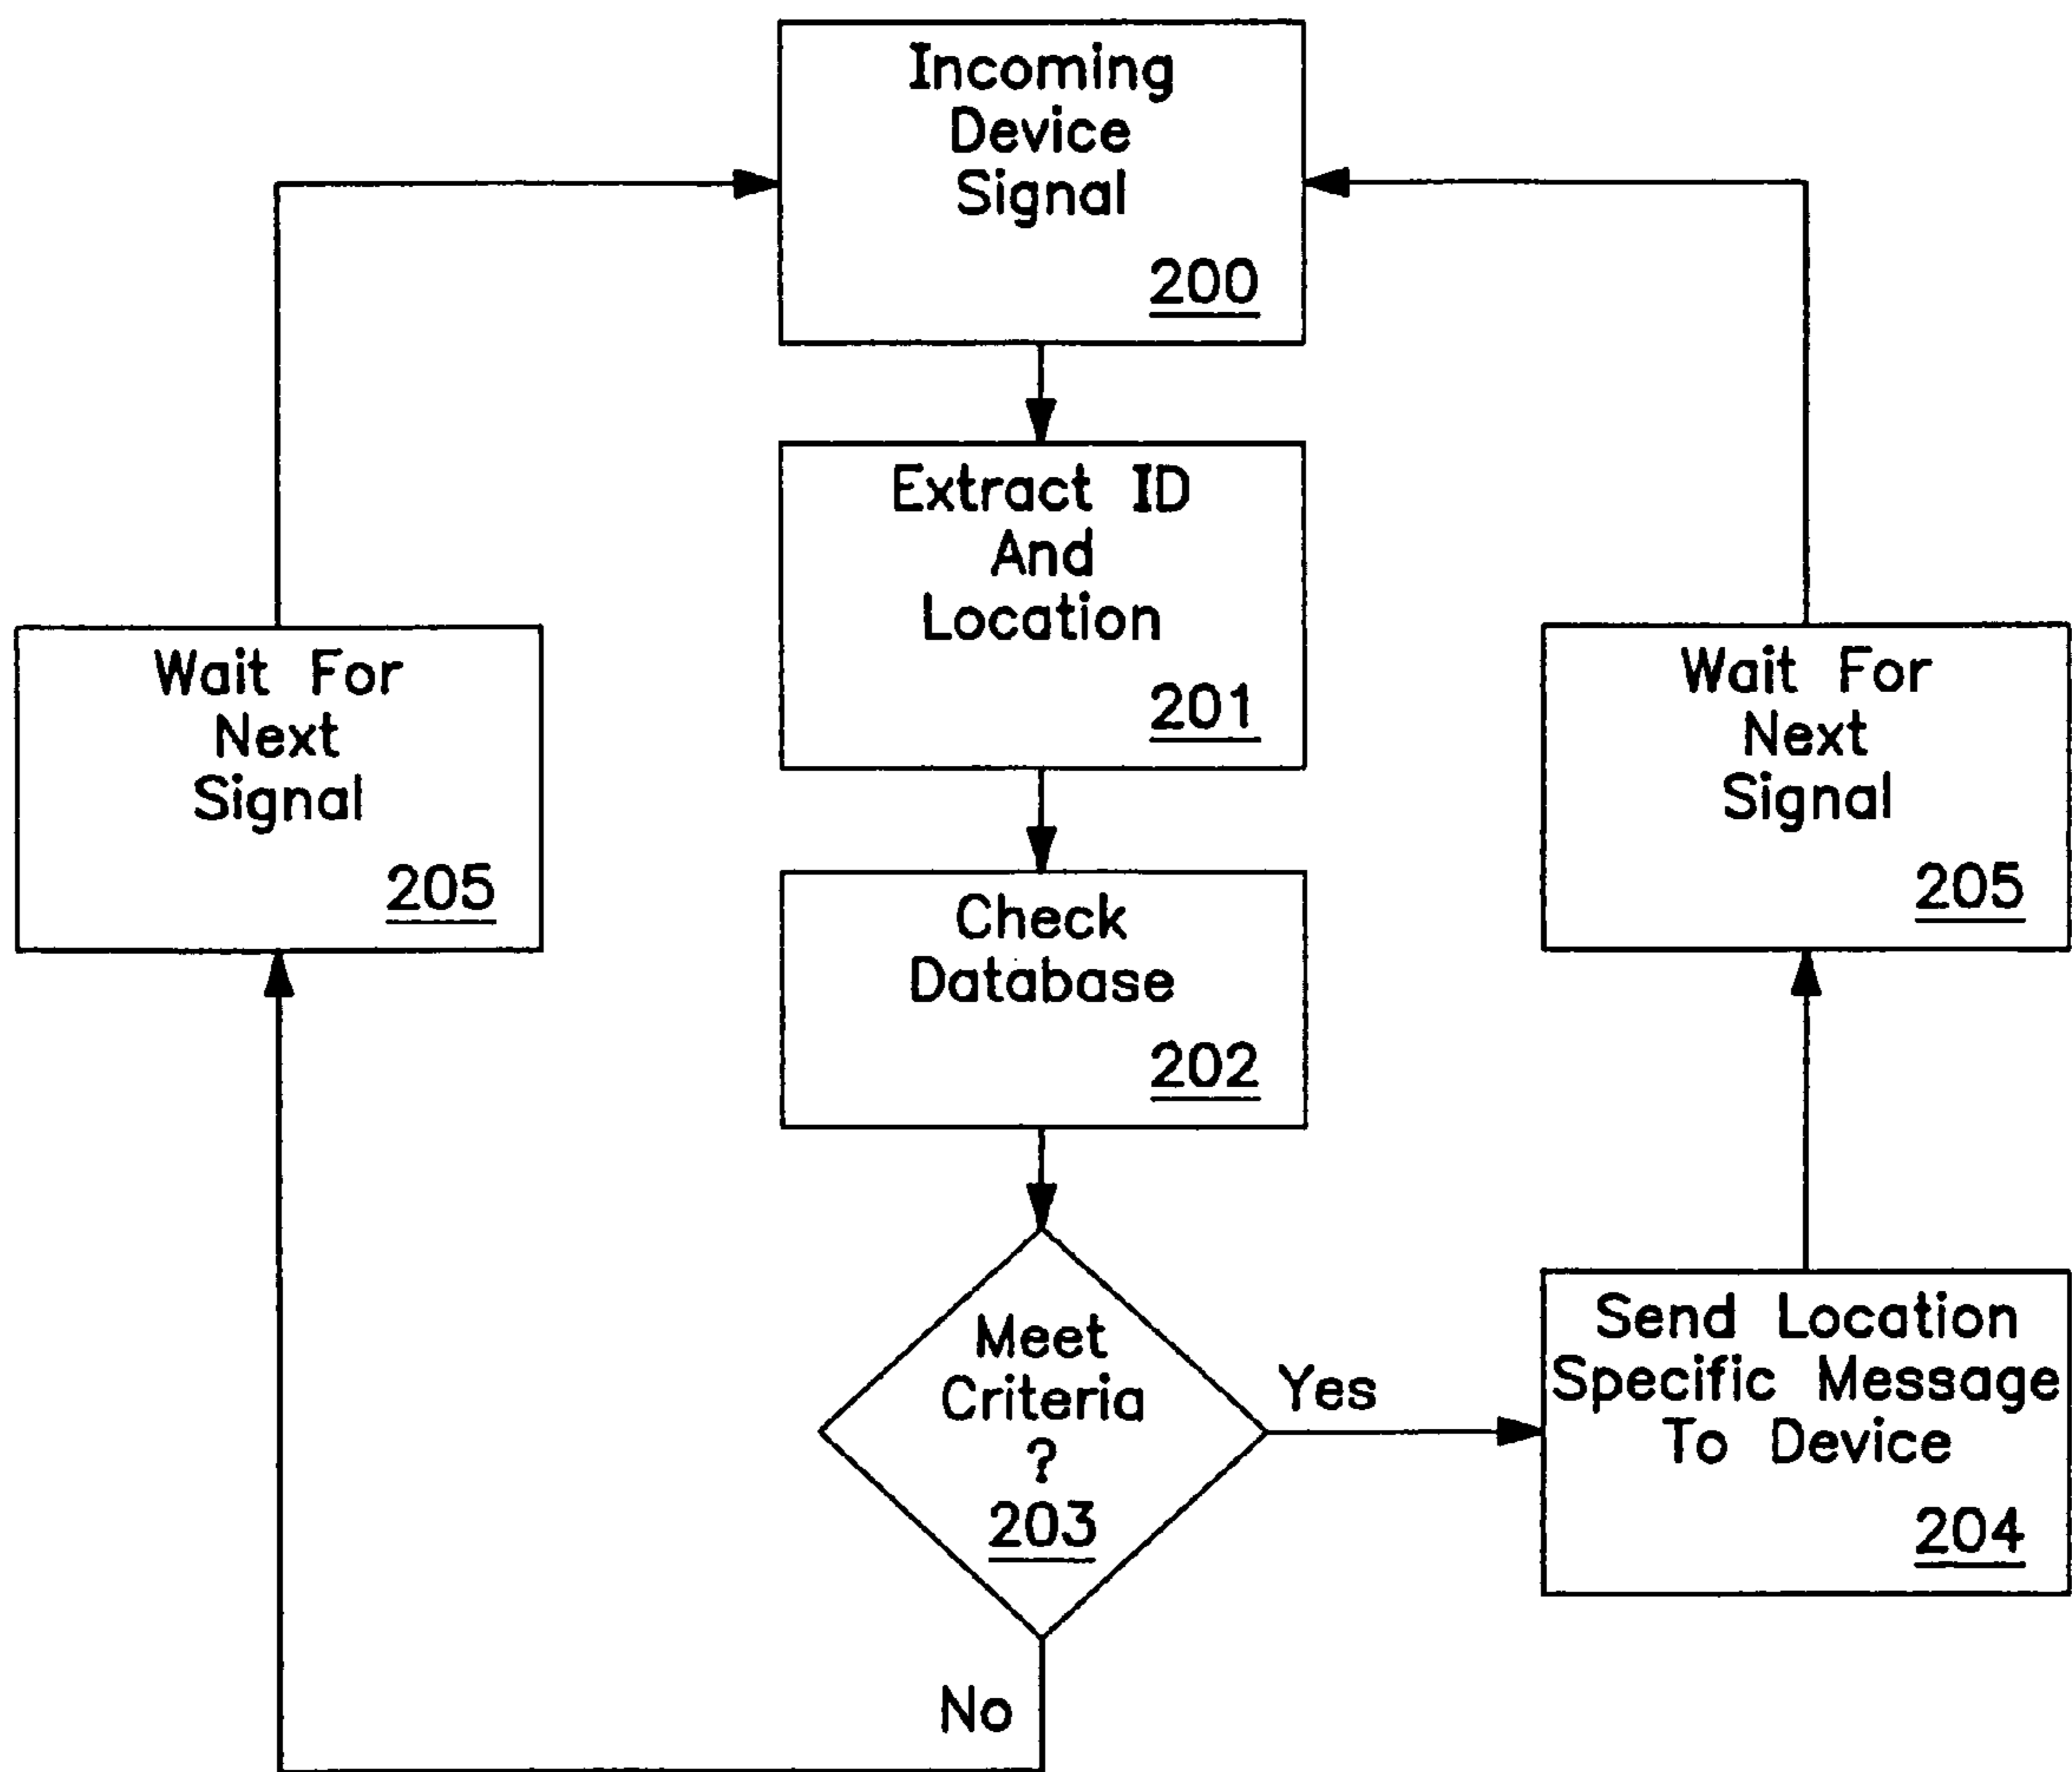 Incoming
Device
Signal
200
Extract ID
And
Location
201
Wait For
Next
Signal
205
Wait For
Next
Signal
205
Check
Database
202
Meet
Criteria
?
203
Yes
Send Location
Specific Message
To Device
204
No